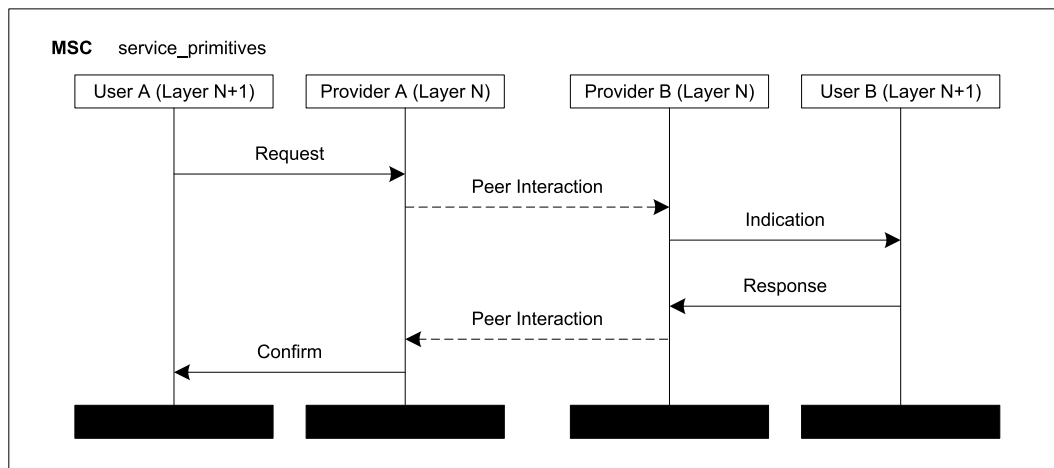 MSC service_primitives
User A (Layer N+1) Provider A (Layer N) Provider B (Layer N) User B (Layer N+1)
Request
Peer Interaction
Indication
Response
Peer Interaction
Confirm